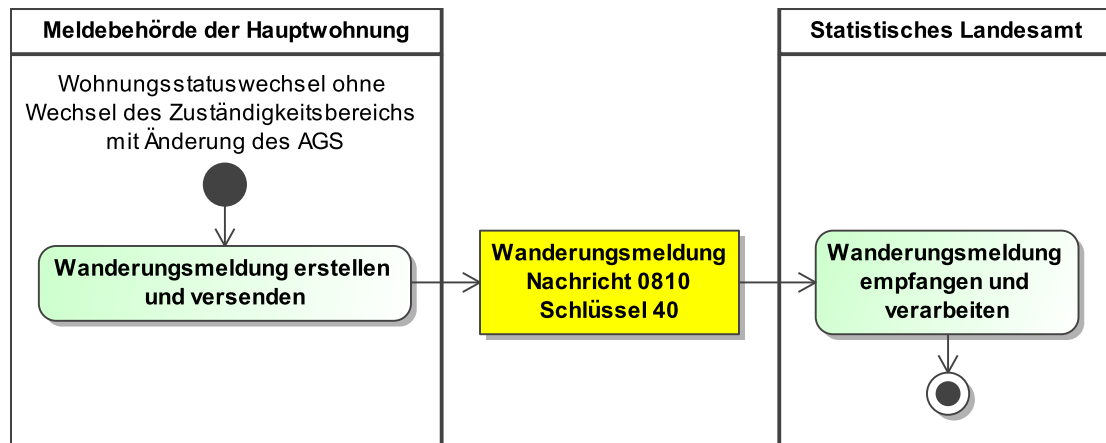 Meldebehörde der Hauptwohnung
Wohnungsstatuswechsel ohne
Wechsel des Zuständigkeitsbereichs
mit Änderung des AGS
Wanderungsmeldung erstellen
und versenden
Wanderungsmeldung
Nachricht 0810
Schlüssel 40
Statistisches Landesamt
Wanderungsmeldung
empfangen und
verarbeiten